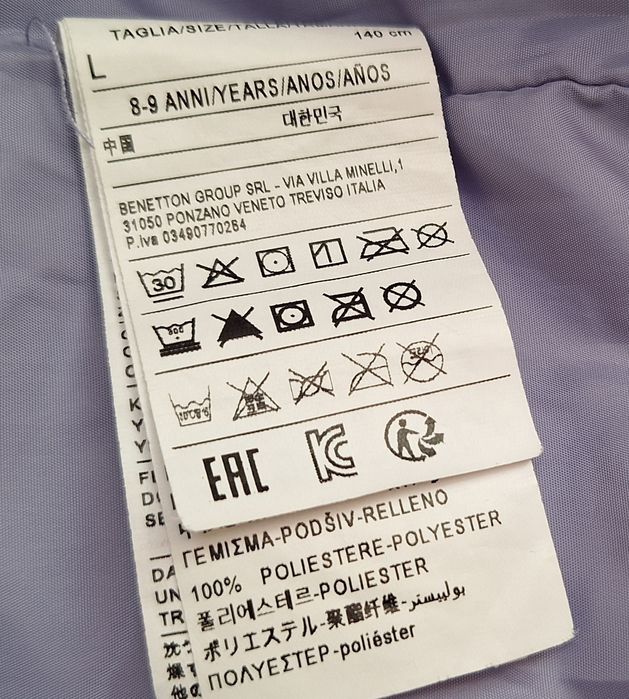 TAGLIA/SIZE/TALLA/
140 cm
L
8-9 ANNI/YEARS/ANOS/AÑOS
대한민국
中国
BENETTON GROUP SRL - VIA VILLA MINELLI,1
31050 PONZANO VENETO TREVISO ITALIA
P.iva 03490770264
30
EAC
KC
ΓΕΜΙΣΜΑ-PODŠIV-RELLENO
100% POLIESTERE-POLYESTER
폴리에스테르-POLIESTER
ポリエステル-聚酯纤维-بوليستر
ΠΟΛΥΕΣΤΕΡ-poliéster